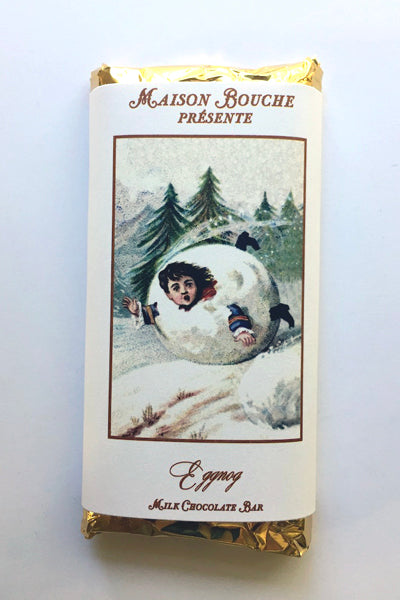 Maison Bouche
présente
Eggnog
Milk Chocolate Bar